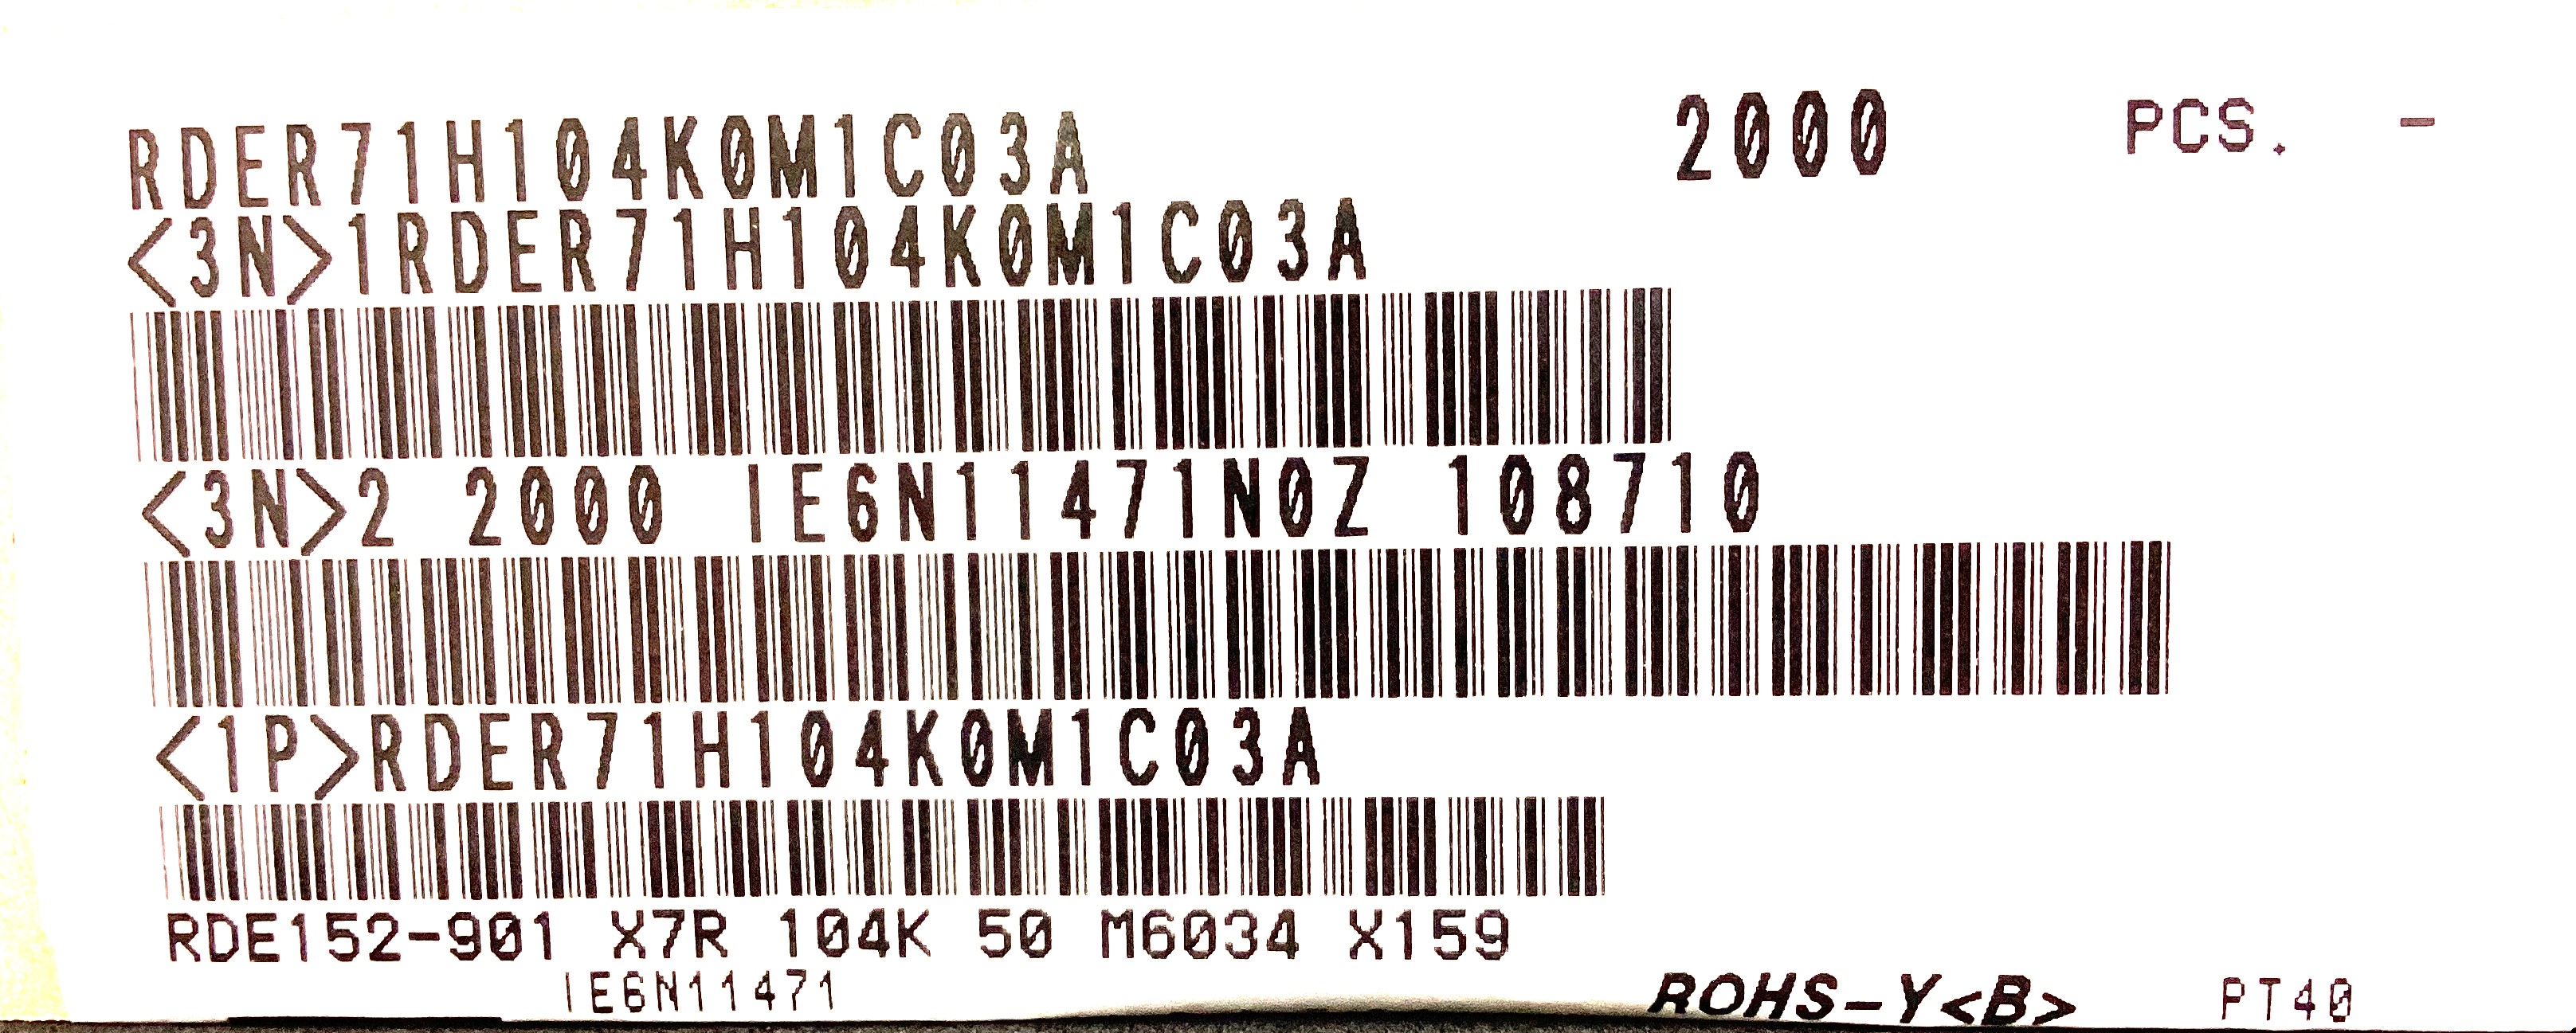 RDER71H104K0M1C03A 2000 PCS. -
<3N>1RDER71H104K0M1C03A
<3N>2 2000 IE6N11471N0Z 108710
<1P>RDER71H104K0M1C03A
RDE152-901 X7R 104K 50 M6034 X159
IE6N11471 ROHS-Y<B> PT40